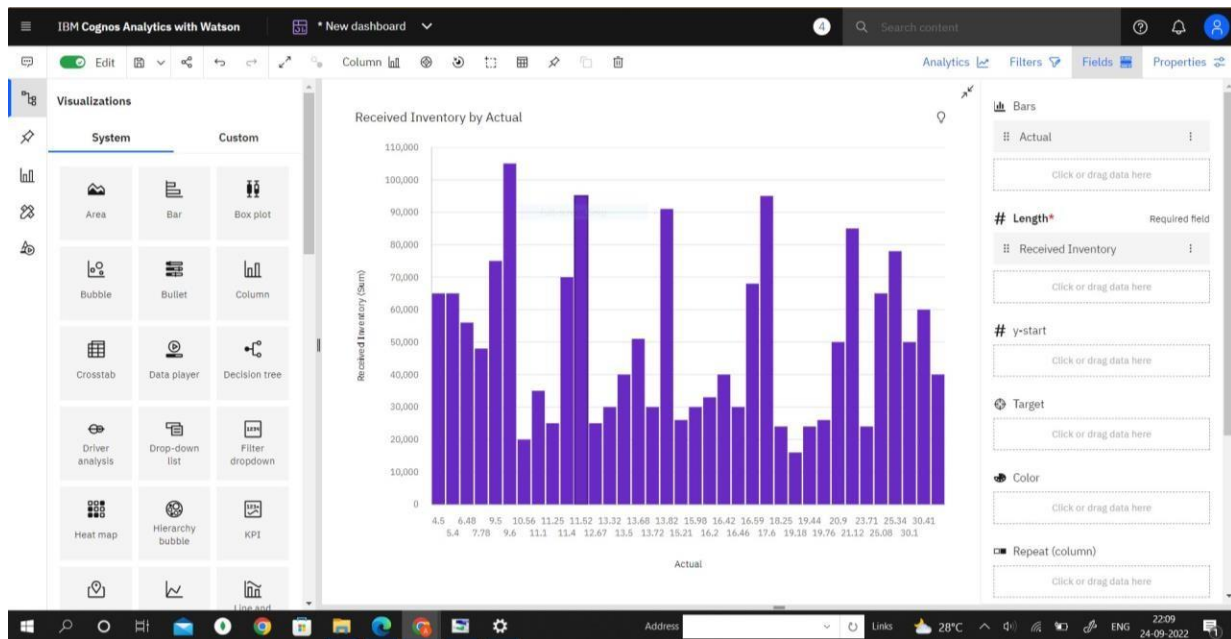 IBM Cognos Analytics with Watson
* New dashboard
4
Search content
Edit
Column
Analytics
Filters
Fields
Properties
Visualizations
System
Custom
Area
Bar
Box plot
Bubble
Bullet
Column
Crosstab
Data player
Decision tree
Driver
analysis
Drop-down
list
Filter
dropdown
Heat map
Hierarchy
bubble
KPI
Line and
Received Inventory by Actual
Received Inventory (Sum)
110,000
100,000
90,000
80,000
70,000
60,000
50,000
40,000
30,000
20,000
10,000
0
4.5 6.48 9.5 10.56 11.25 11.52 13.32 13.68 13.82 15.98 16.42 16.59 18.25 19.44 20.9 23.71 25.34 30.41
5.4 7.78 9.6 11.1 11.4 12.67 13.5 13.72 15.21 16.2 16.46 17.6 19.18 19.76 21.12 25.08 30.1
Actual
Bars
Actual
Click or drag data here
# Length*
Required field
Received Inventory
Click or drag data here
# y-start
Click or drag data here
Target
Click or drag data here
Color
Click or drag data here
Repeat (column)
Click or drag data here
Address
Links
28°C
ENG
22:09
24-09-2022